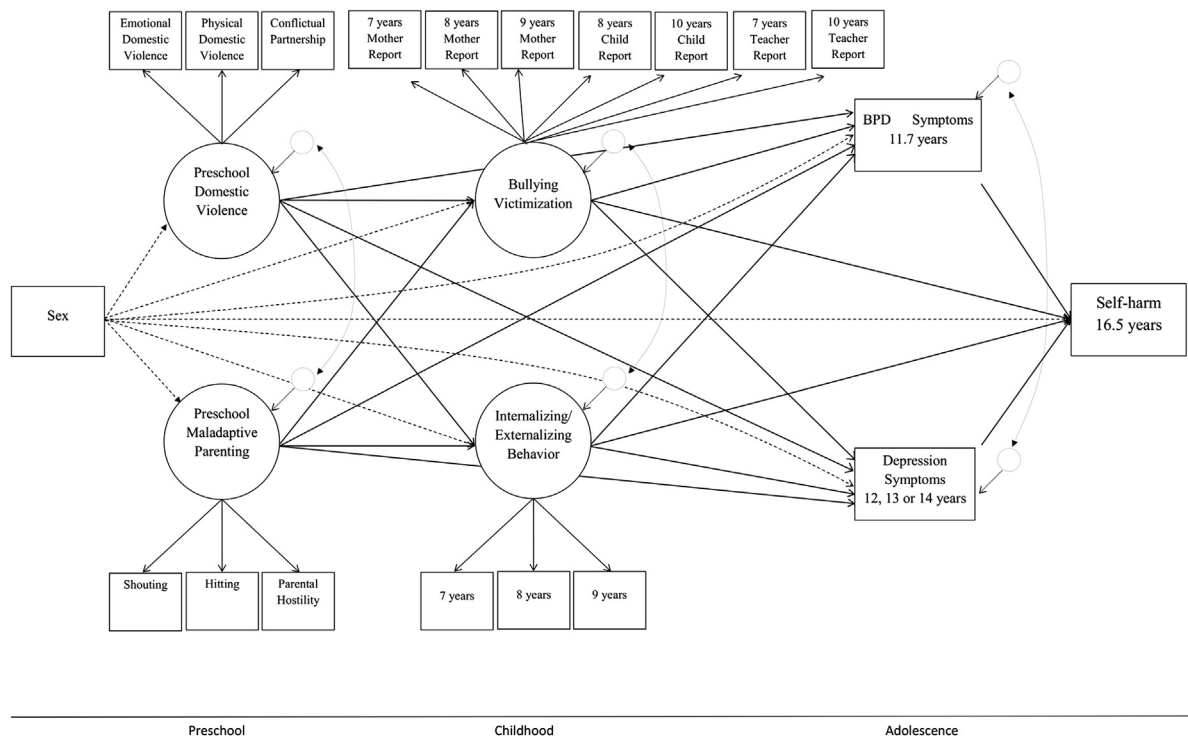 Emotional
Domestic
Violence
Physical
Domestic
Violence
Conflictual
Partnership
7 years
Mother
Report
8 years
Mother
Report
9 years
Mother
Report
8 years
Child
Report
10 years
Child
Report
7 years
Teacher
Report
10 years
Teacher
Report
BPD Symptoms
11.7 years
Preschool
Domestic
Violence
Bullying
Victimization
Sex
Self-harm
16.5 years
Preschool
Maladaptive
Parenting
Internalizing/
Externalizing
Behavior
Depression
Symptoms
12, 13 or 14 years
Shouting
Hitting
Parental
Hostility
7 years
8 years
9 years
Preschool
Childhood
Adolescence